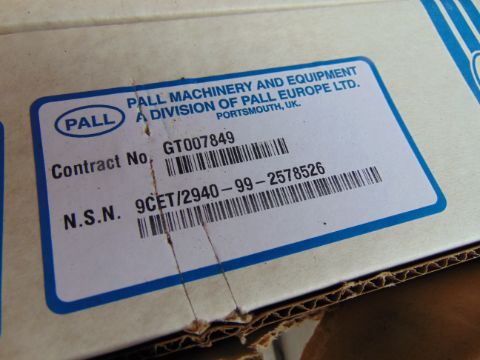 PALL
PALL MACHINERY AND EQUIPMENT
A DIVISION OF PALL EUROPE LTD.
PORTSMOUTH, UK.
Contract No. GT007849
N.S.N. 9CET/2940-99-2578526